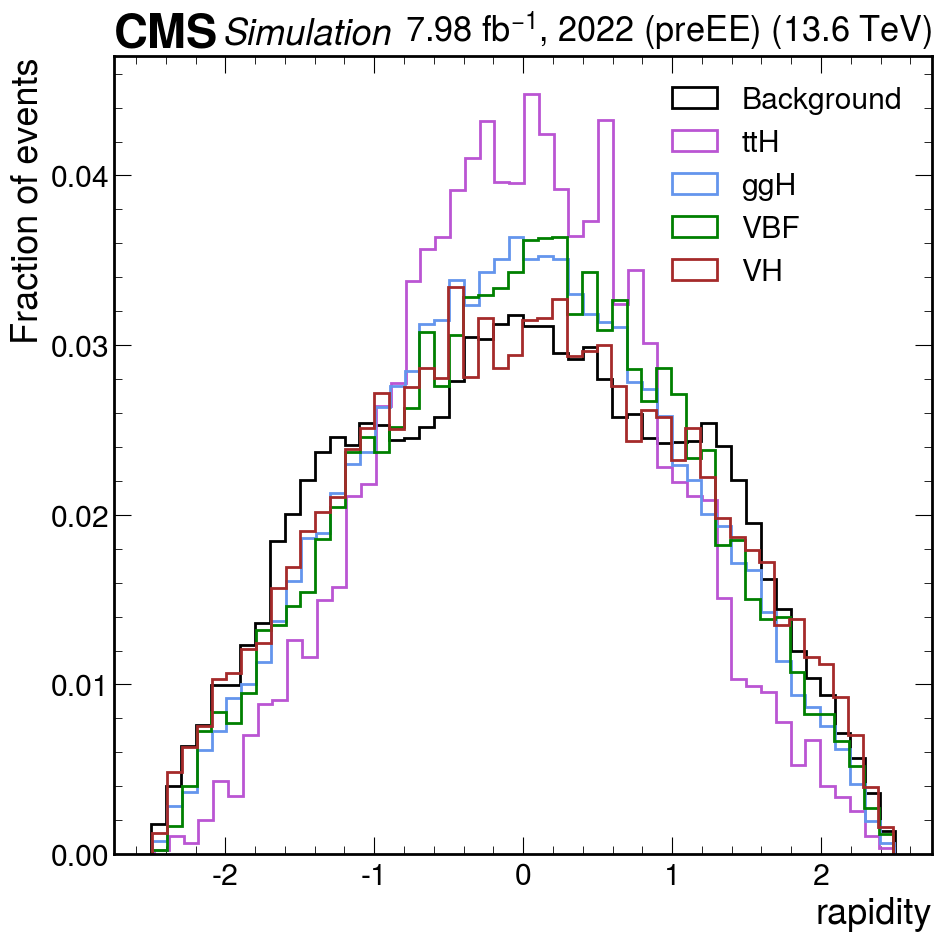 CMS Simulation 7.98 fb⁻¹, 2022 (preEE) (13.6 TeV)
Fraction of events
0.04
0.03
0.02
0.01
0.00
Background
ttH
ggH
VBF
VH
-2 -1 0 1 2
rapidity